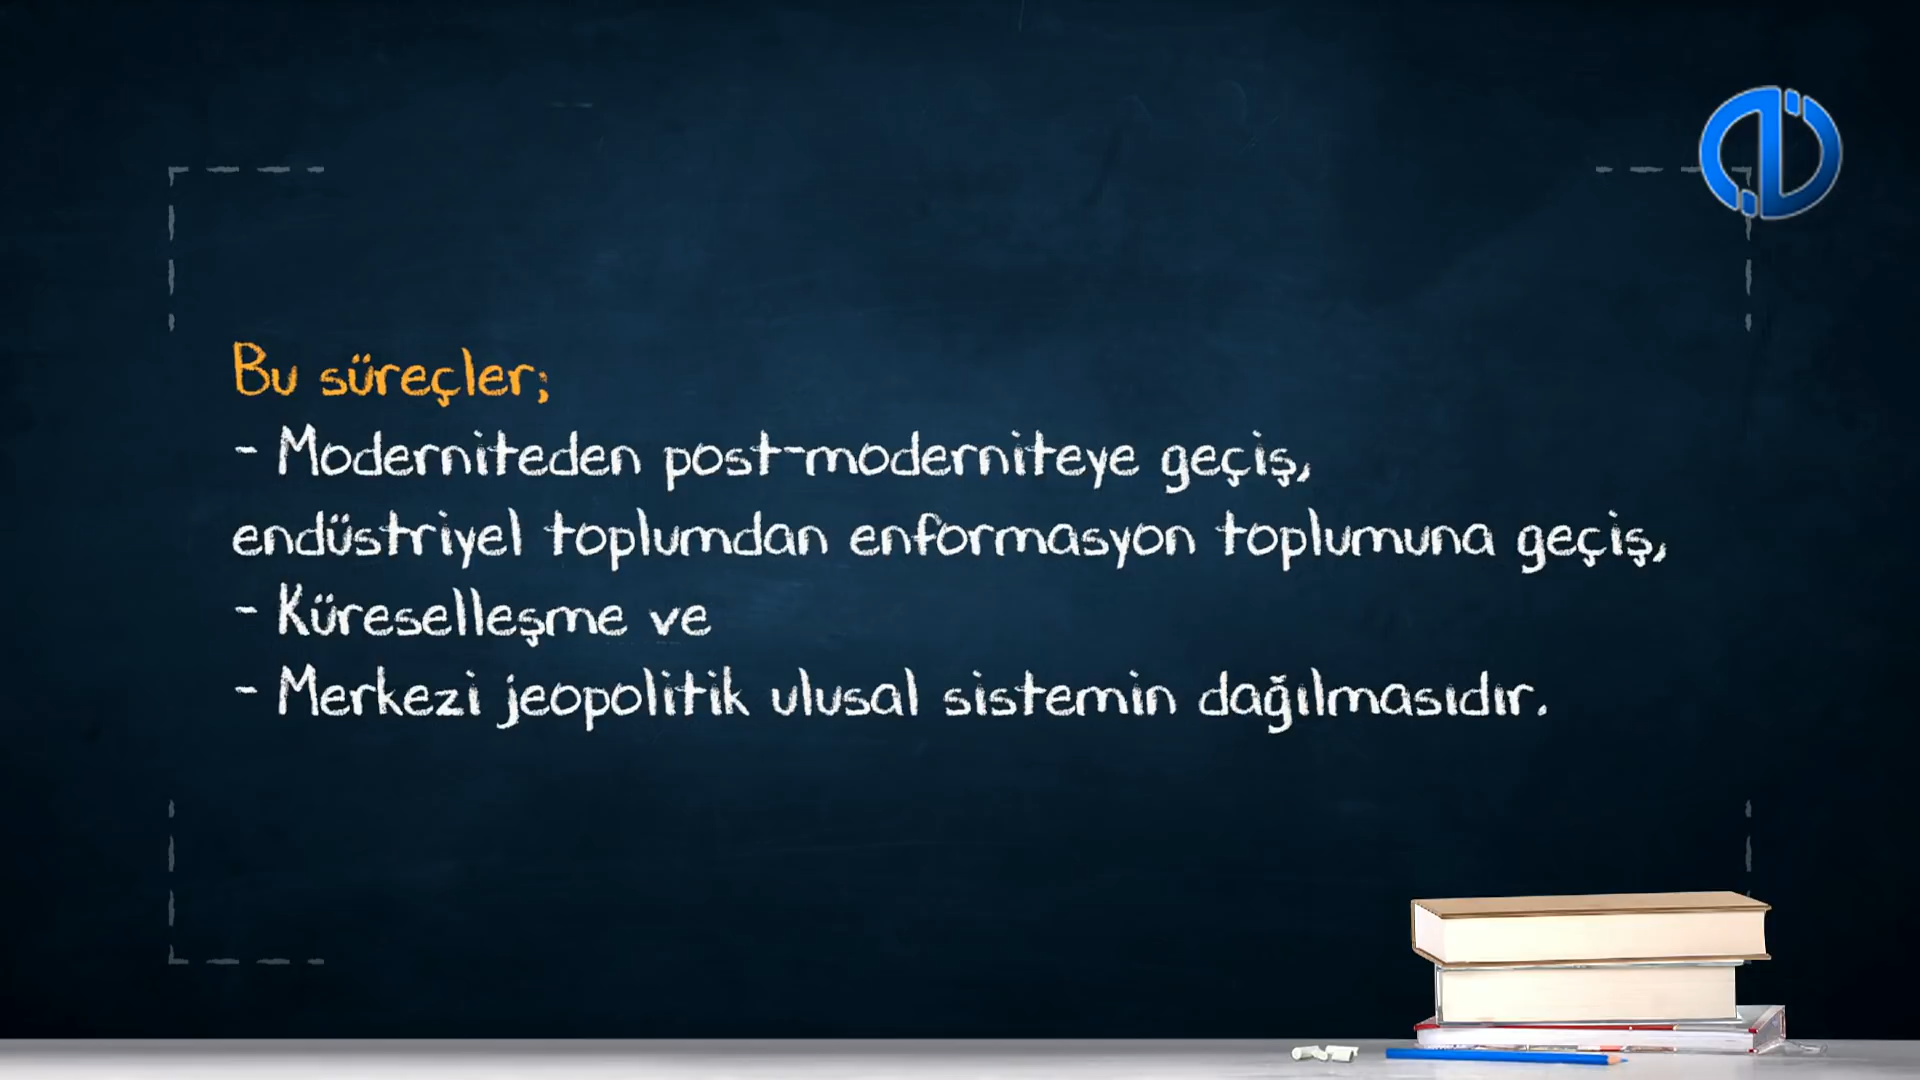 Bu süreçler;
- Moderniteden post-moderniteye geçiş,
endüstriyel toplumdan enformasyon toplumuna geçiş,
- Küreselleşme ve
- Merkezi jeopolitik ulusal sistemin dağılmasıdır.